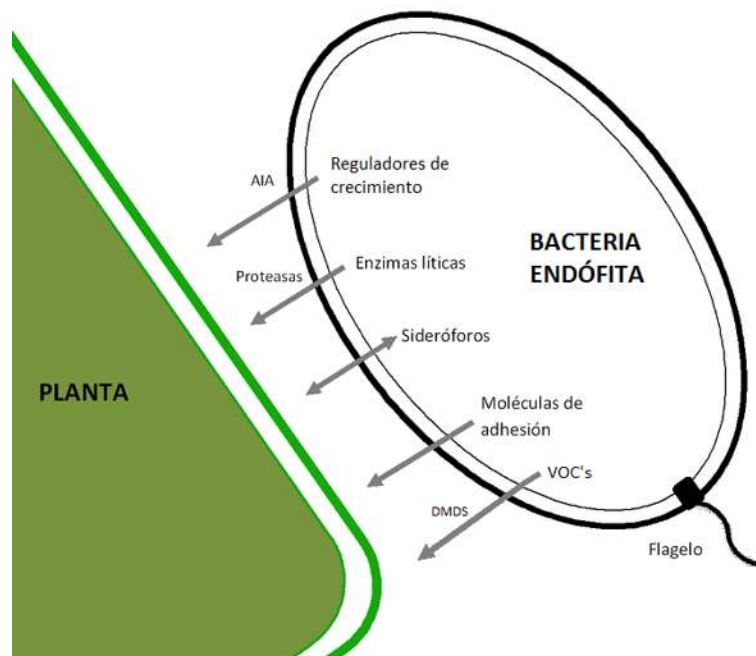 AIA
Reguladores de
crecimiento
BACTERIA
ENDÓFITA
Proteasas
Enzimas líticas
Sideróforos
PLANTA
Moléculas de
adhesión
VOC's
DMDS
Flagelo